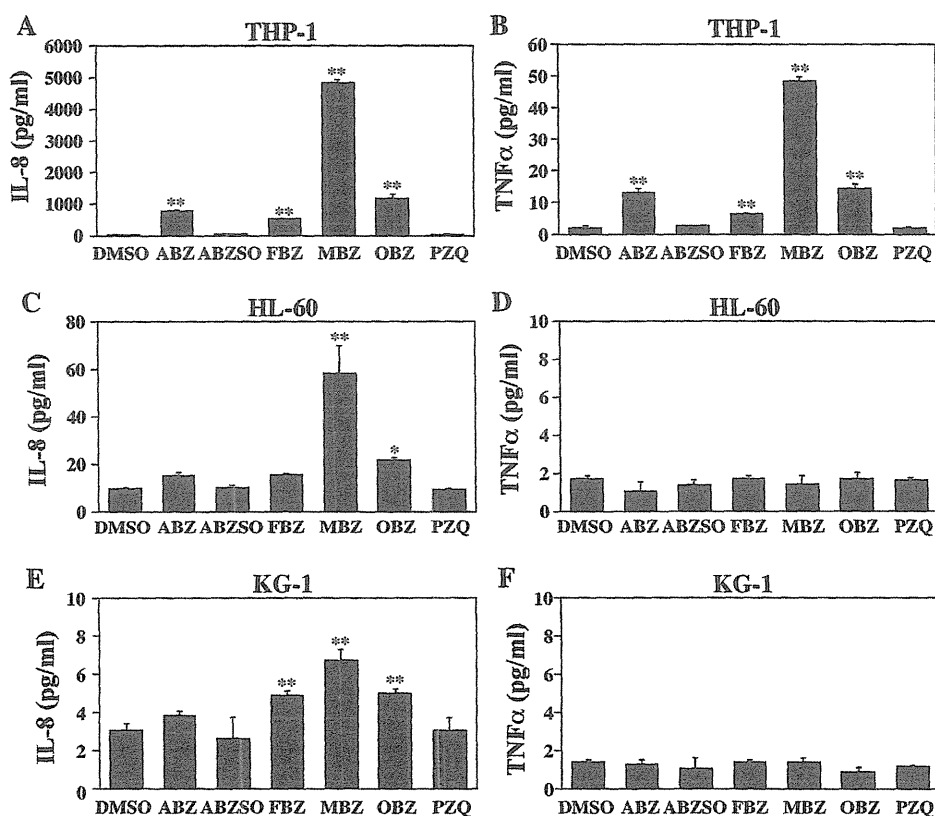 A THP-1
IL-8 (pg/ml)
6000
5000
4000
3000
2000
1000
0
** ** ** **
DMSO ABZ ABZSO FBZ MBZ OBZ PZQ
B THP-1
TNFα (pg/ml)
60
50
40
30
20
10
0
** ** ** **
DMSO ABZ ABZSO FBZ MBZ OBZ PZQ
C HL-60
IL-8 (pg/ml)
80
60
40
20
0
** *
DMSO ABZ ABZSO FBZ MBZ OBZ PZQ
D HL-60
TNFα (pg/ml)
10
8
6
4
2
0
DMSO ABZ ABZSO FBZ MBZ OBZ PZQ
E KG-1
IL-8 (pg/ml)
10
8
6
4
2
0
** ** **
DMSO ABZ ABZSO FBZ MBZ OBZ PZQ
F KG-1
TNFα (pg/ml)
10
8
6
4
2
0
DMSO ABZ ABZSO FBZ MBZ OBZ PZQ